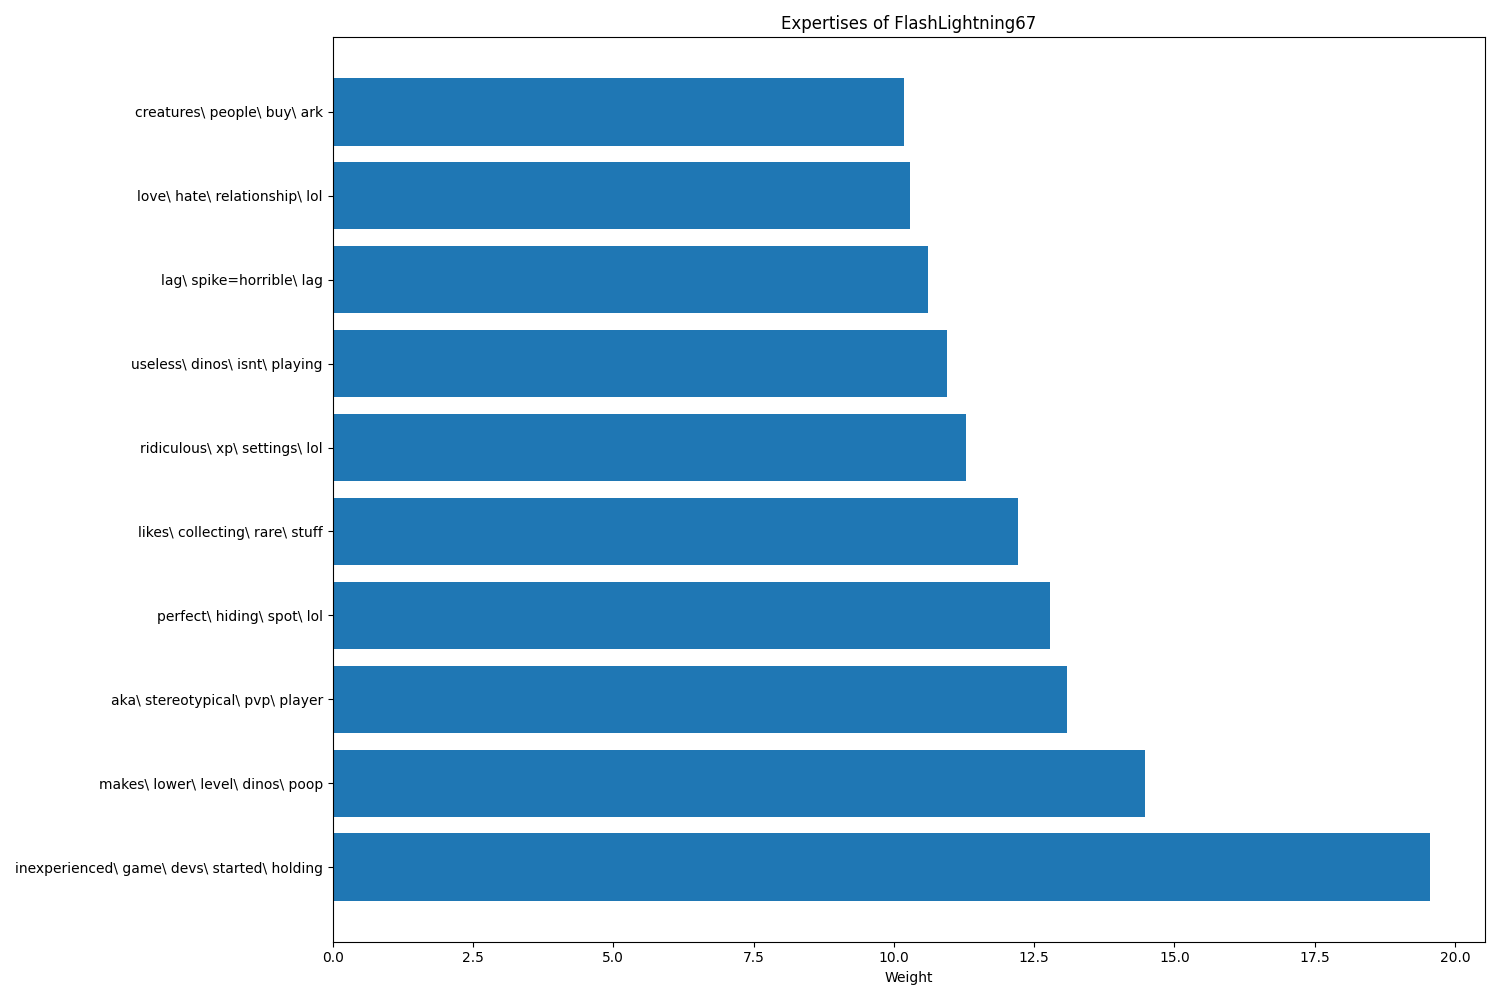 Expertises of FlashLightning67
creatures\ people\ buy\ ark
love\ hate\ relationship\ lol
lag\ spike=horrible\ lag
useless\ dinos\ isnt\ playing
ridiculous\ xp\ settings\ lol
likes\ collecting\ rare\ stuff
perfect\ hiding\ spot\ lol
aka\ stereotypical\ pvp\ player
makes\ lower\ level\ dinos\ poop
inexperienced\ game\ devs\ started\ holding
0.0 2.5 5.0 7.5 10.0 12.5 15.0 17.5 20.0
Weight